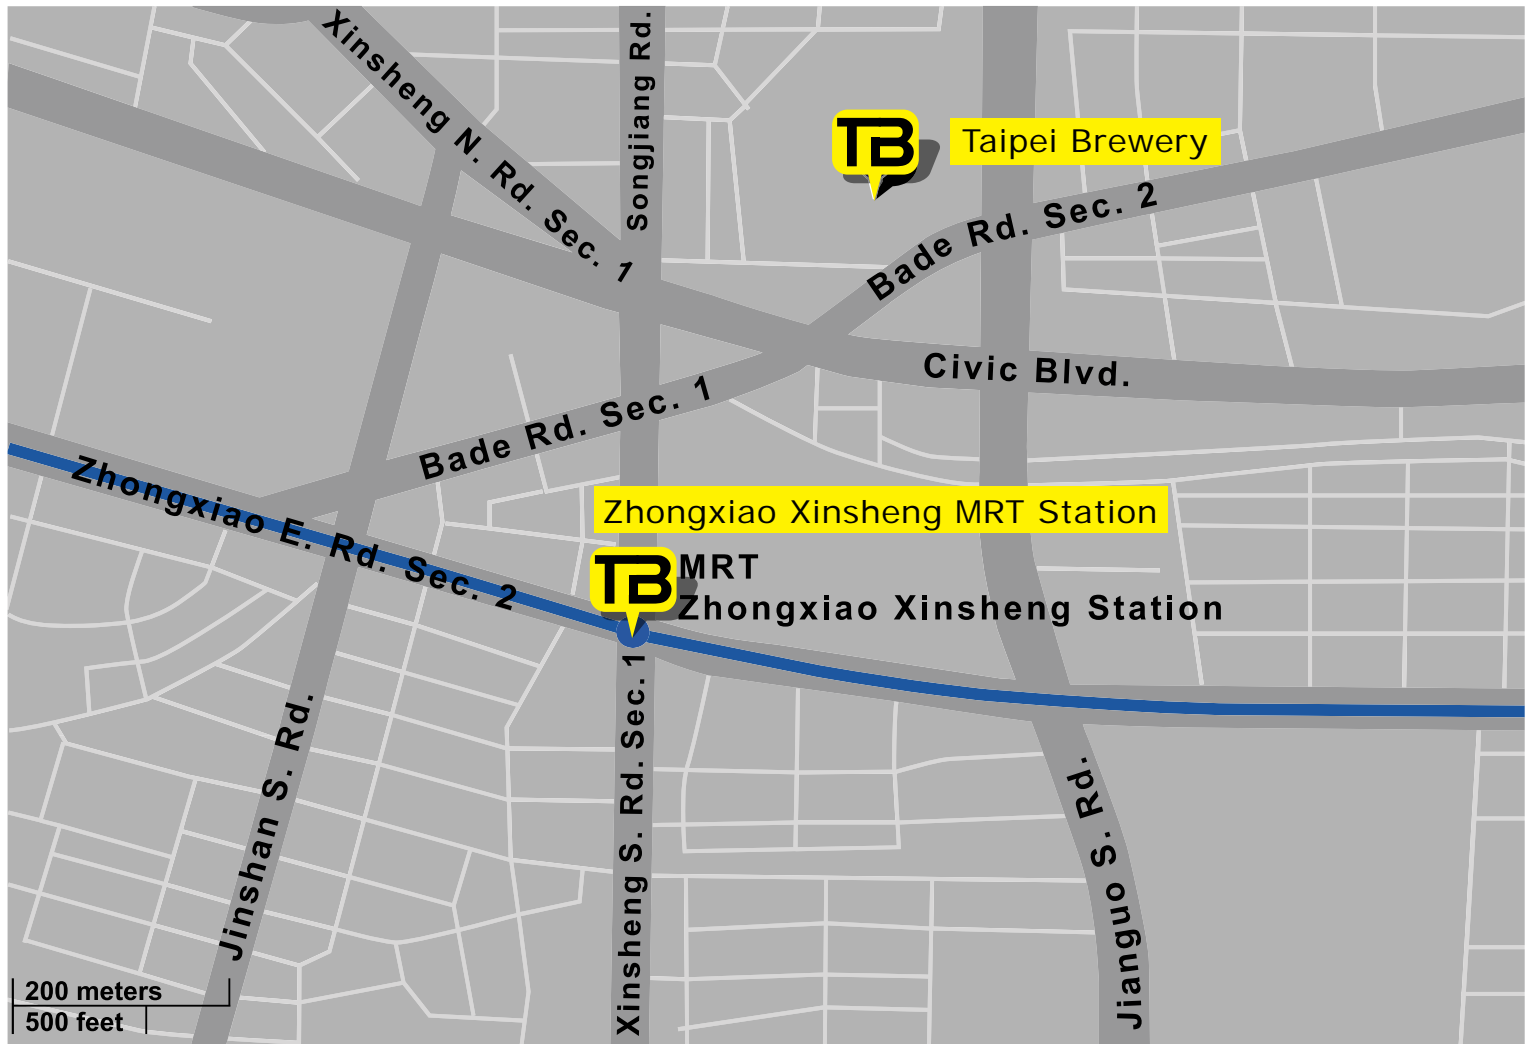 Xinsheng N. Rd. Sec. 1
Songjiang Rd.
TB
Taipei Brewery
Bade Rd. Sec. 2
Civic Blvd.
Bade Rd. Sec. 1
Zhongxiao E. Rd. Sec. 2
Zhongxiao Xinsheng MRT Station
TB
MRT
Zhongxiao Xinsheng Station
Xinsheng S. Rd. Sec. 1
Jinshan S. Rd.
Jianguo S. Rd.
200 meters
500 feet